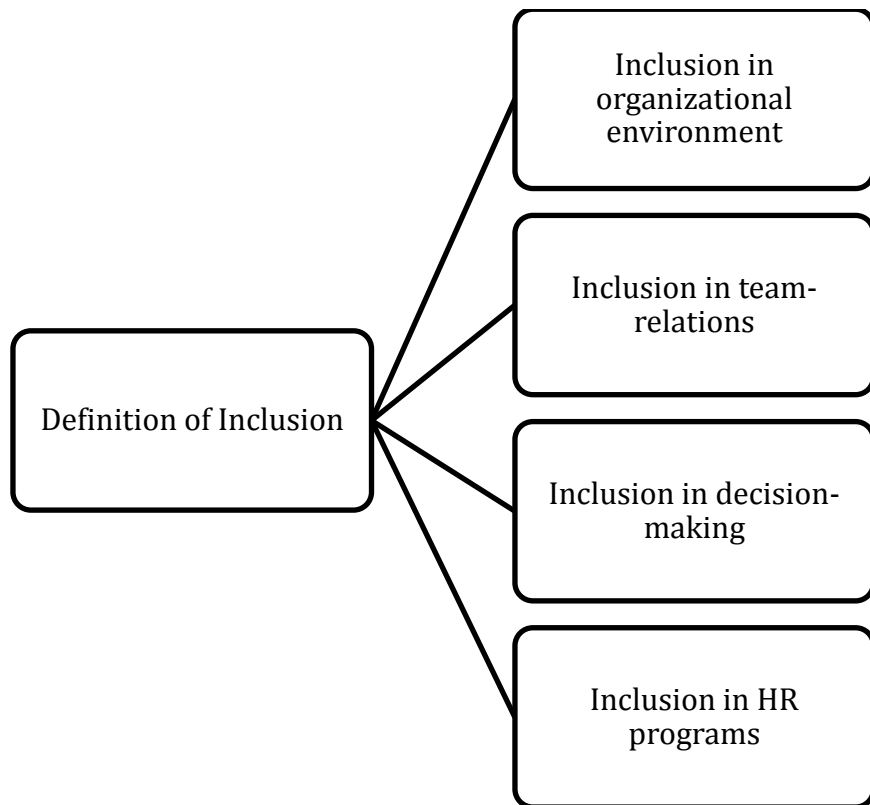 Inclusion in
organizational
environment
Inclusion in team-
relations
Definition of Inclusion
Inclusion in decision-
making
Inclusion in HR
programs